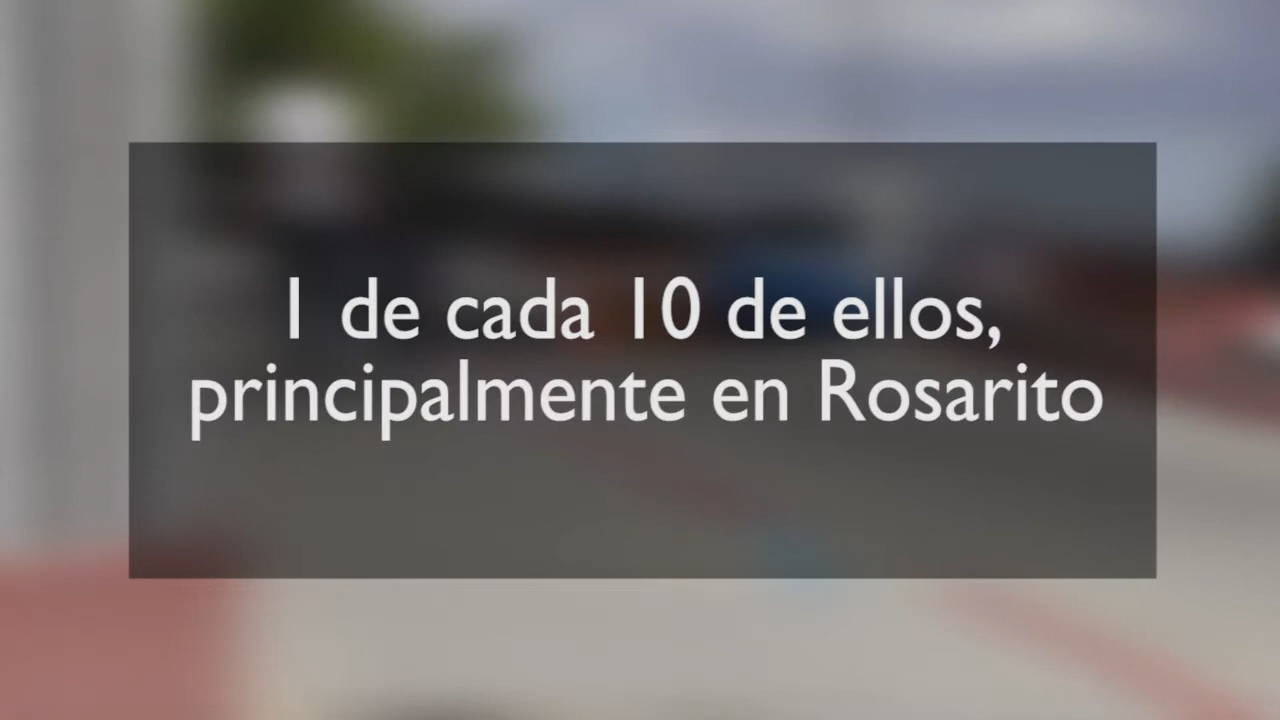 1 de cada 10 de ellos,
principalmente en Rosarito